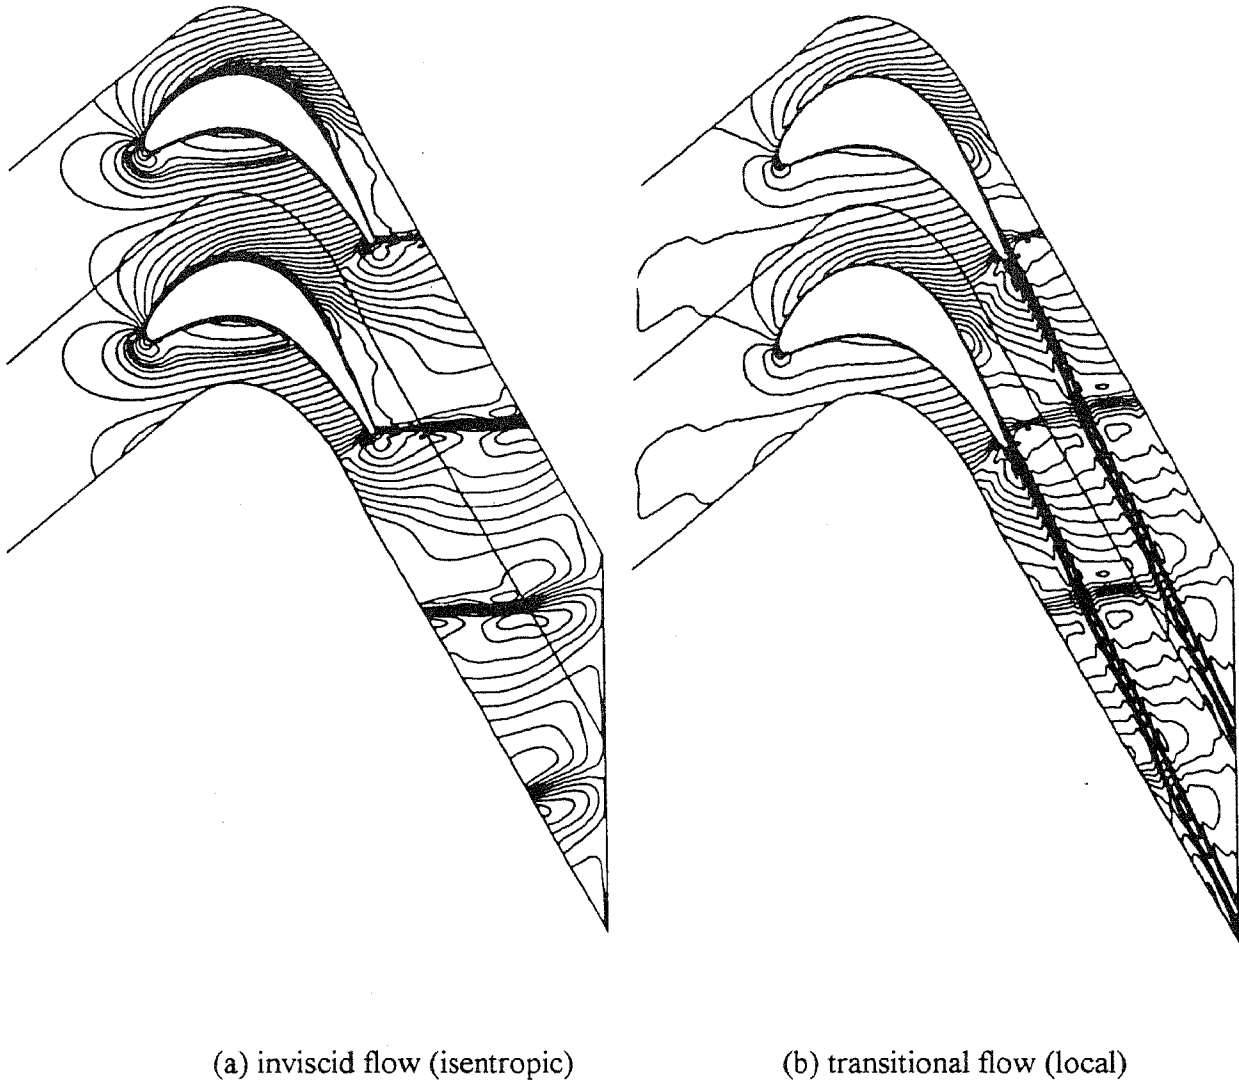 (a) inviscid flow (isentropic)
(b) transitional flow (local)